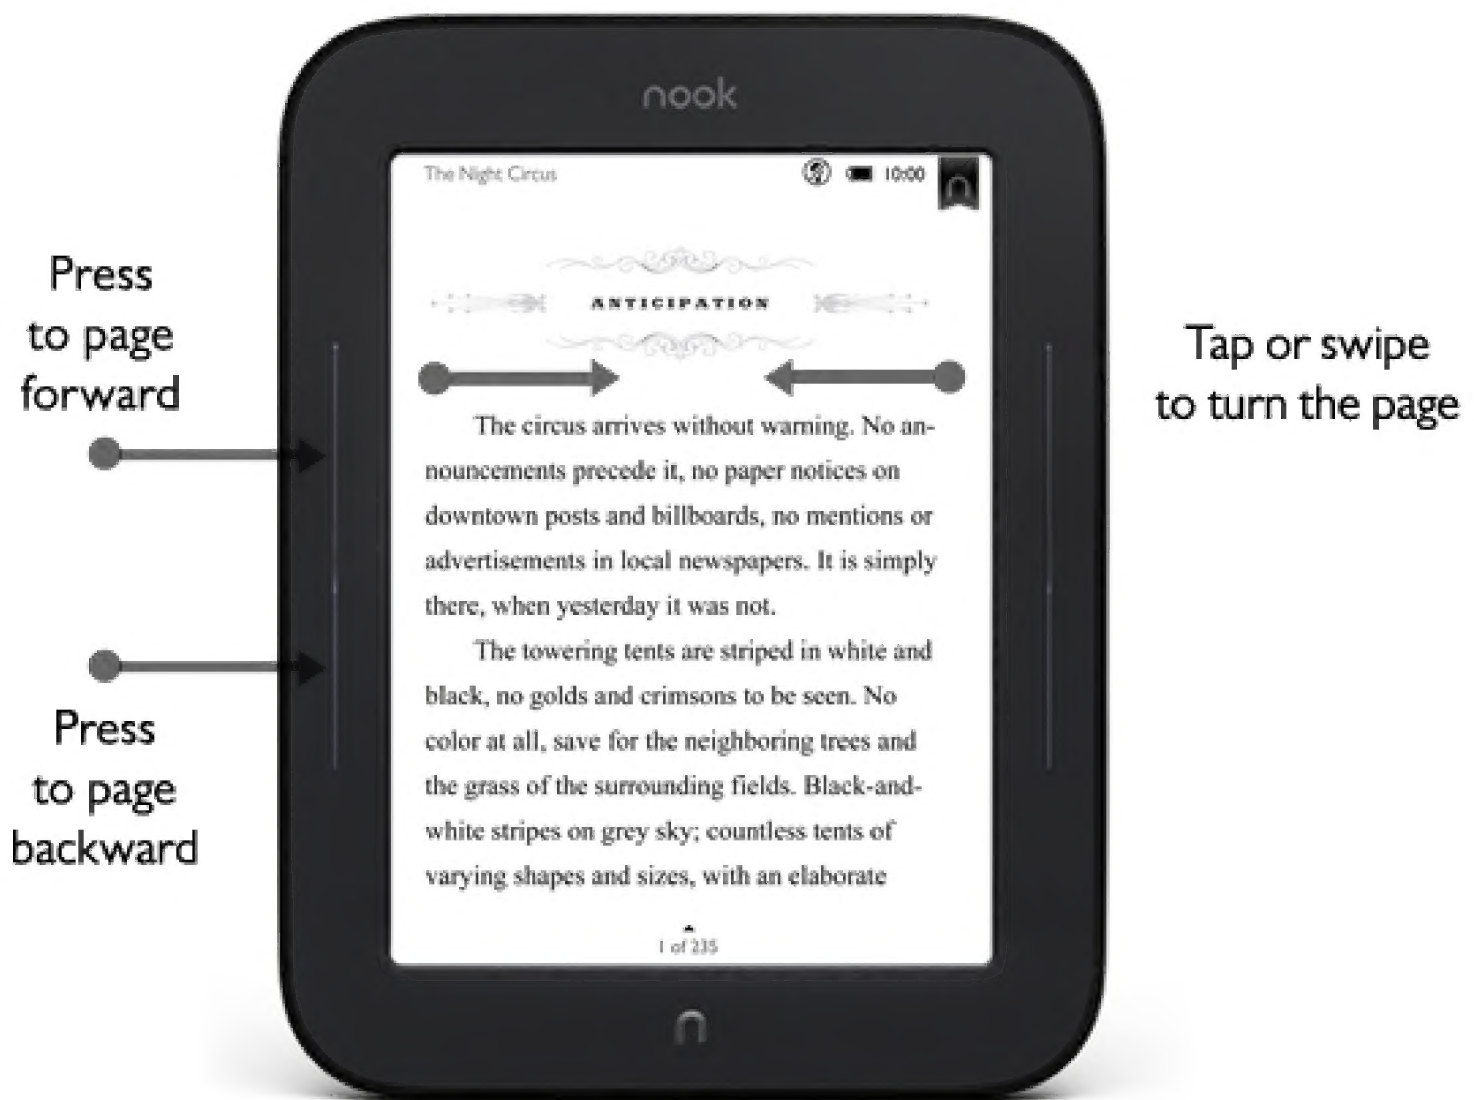 nook
The Night Circus
10:00
Press
to page
forward
ANTICIPATION
Tap or swipe
to turn the page
The circus arrives without warning. No an-
nouncements precede it, no paper notices on
downtown posts and billboards, no mentions or
advertisements in local newspapers. It is simply
there, when yesterday it was not.
The towering tents are striped in white and
black, no golds and crimsons to be seen. No
color at all, save for the neighboring trees and
the grass of the surrounding fields. Black-and-
white stripes on grey sky; countless tents of
varying shapes and sizes, with an elaborate
Press
to page
backward
1 of 235